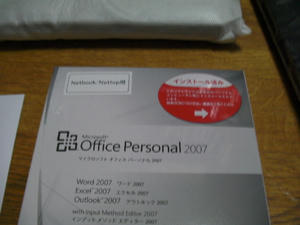 Netbook/Nettop用
インストール済み
Microsoft®
Office Personal 2007
マイクロソフト オフィス パーソナル 2007
Word 2007 ワード 2007
Excel® 2007 エクセル 2007
Outlook® 2007 アウトルック 2007
with Input Method Editor 2007
インプット メソッド エディター 2007